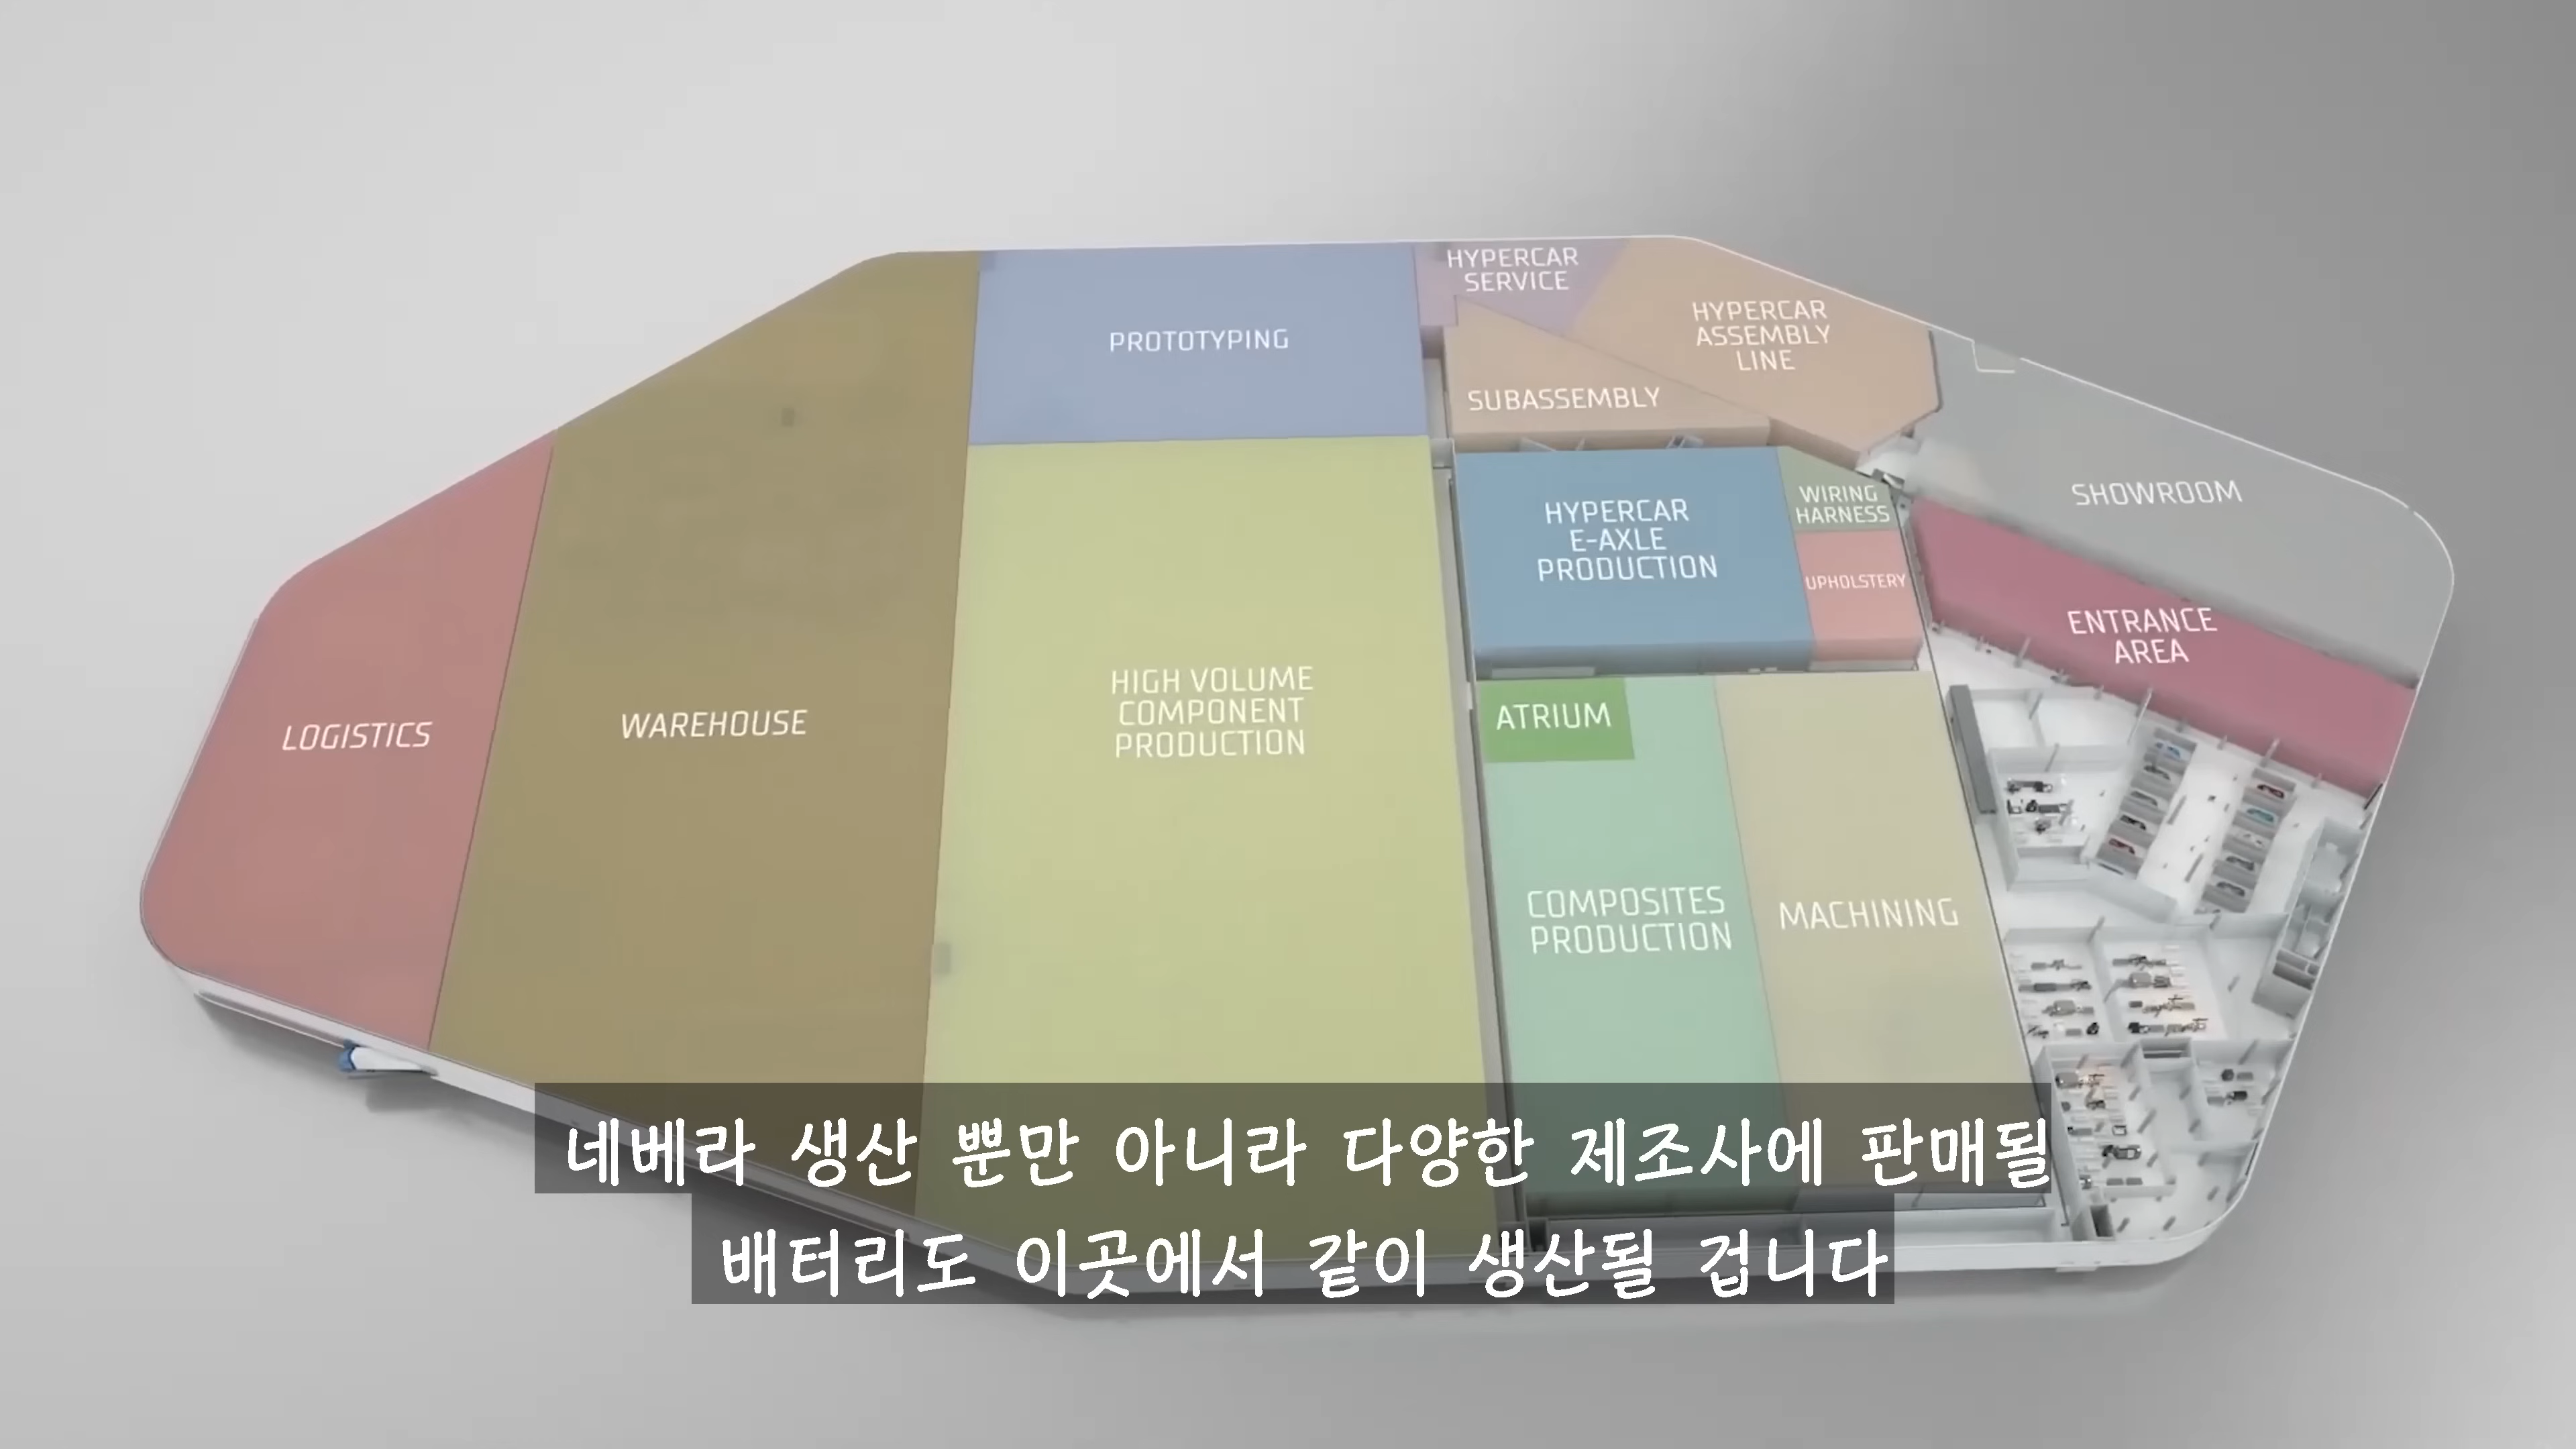 HYPERCAR
SERVICE
PROTOTYPING
HYPERCAR
ASSEMBLY
LINE
SUBASSEMBLY
SHOWROOM
HYPERCAR
E-AXLE
PRODUCTION
WIRING
HARNESS
UPHOLSTERY
ENTRANCE
AREA
LOGISTICS
WAREHOUSE
HIGH VOLUME
COMPONENT
PRODUCTION
ATRIUM
COMPOSITES
PRODUCTION
MACHINING
네베라 생산 뿐만 아니라 다양한 제조사에 판매될
배터리도 이곳에서 같이 생산될 겁니다